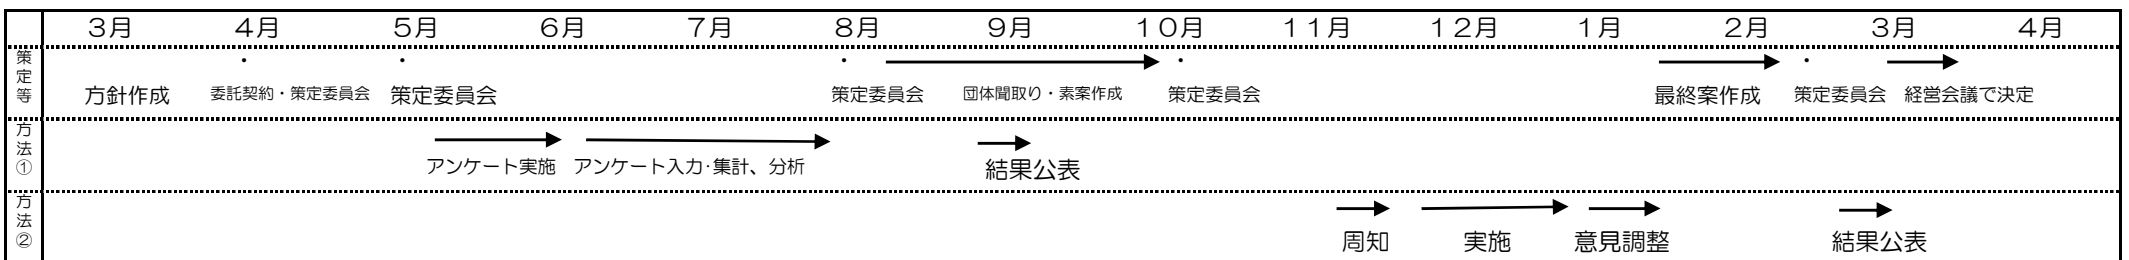 3月 4月 5月 6月 7月 8月 9月 10月 11月 12月 1月 2月 3月 4月
策定等
・ ・ ・ ・ ・
方針作成 委託契約・策定委員会 策定委員会 策定委員会 団体聞取り・素案作成 策定委員会 最終案作成 策定委員会 経営会議で決定
方法①
アンケート実施 アンケート入力・集計、分析 結果公表
方法②
周知 実施 意見調整 結果公表